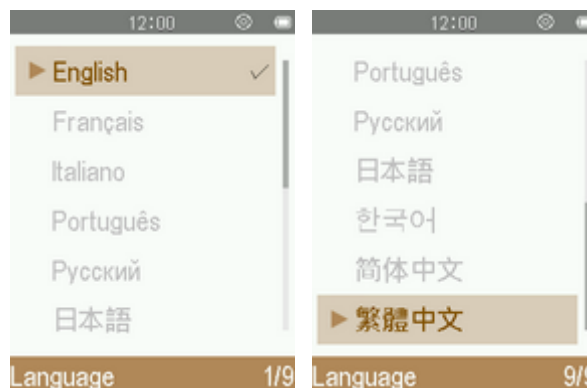 12:00
English
Français
Italiano
Português
Русский
日本語
Language 1/9
12:00
Português
Русский
日本語
한국어
简体中文
繁體中文
Language 9/